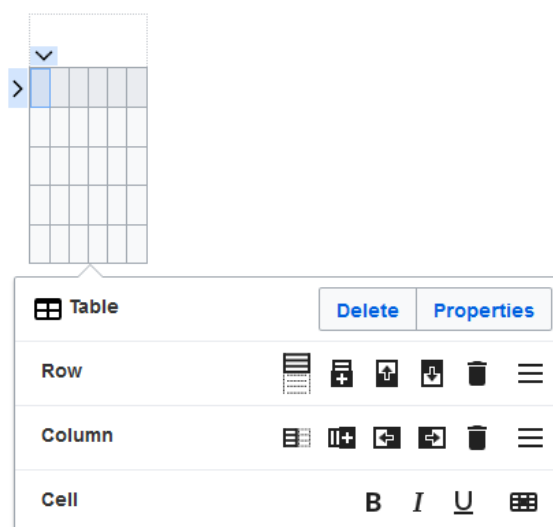 Table
Delete
Properties
Row
Column
Cell
B I U